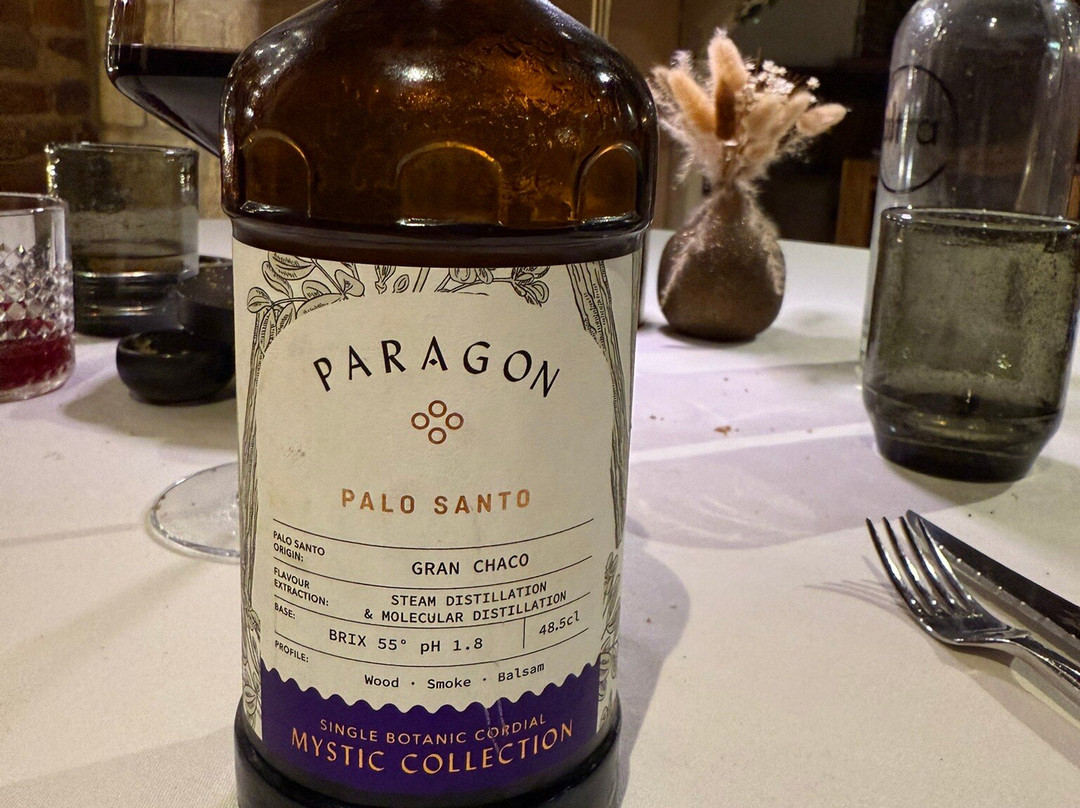 PARAGON
PALO SANTO
PALO SANTO
ORIGIN:
GRAN CHACO
FLAVOUR
EXTRACTION:
STEAM DISTILLATION
& MOLECULAR DISTILLATION
BASE:
BRIX 55° pH 1.8
48.5cl
PROFILE:
Wood · Smoke · Balsam
SINGLE BOTANIC CORDIAL
MYSTIC COLLECTION